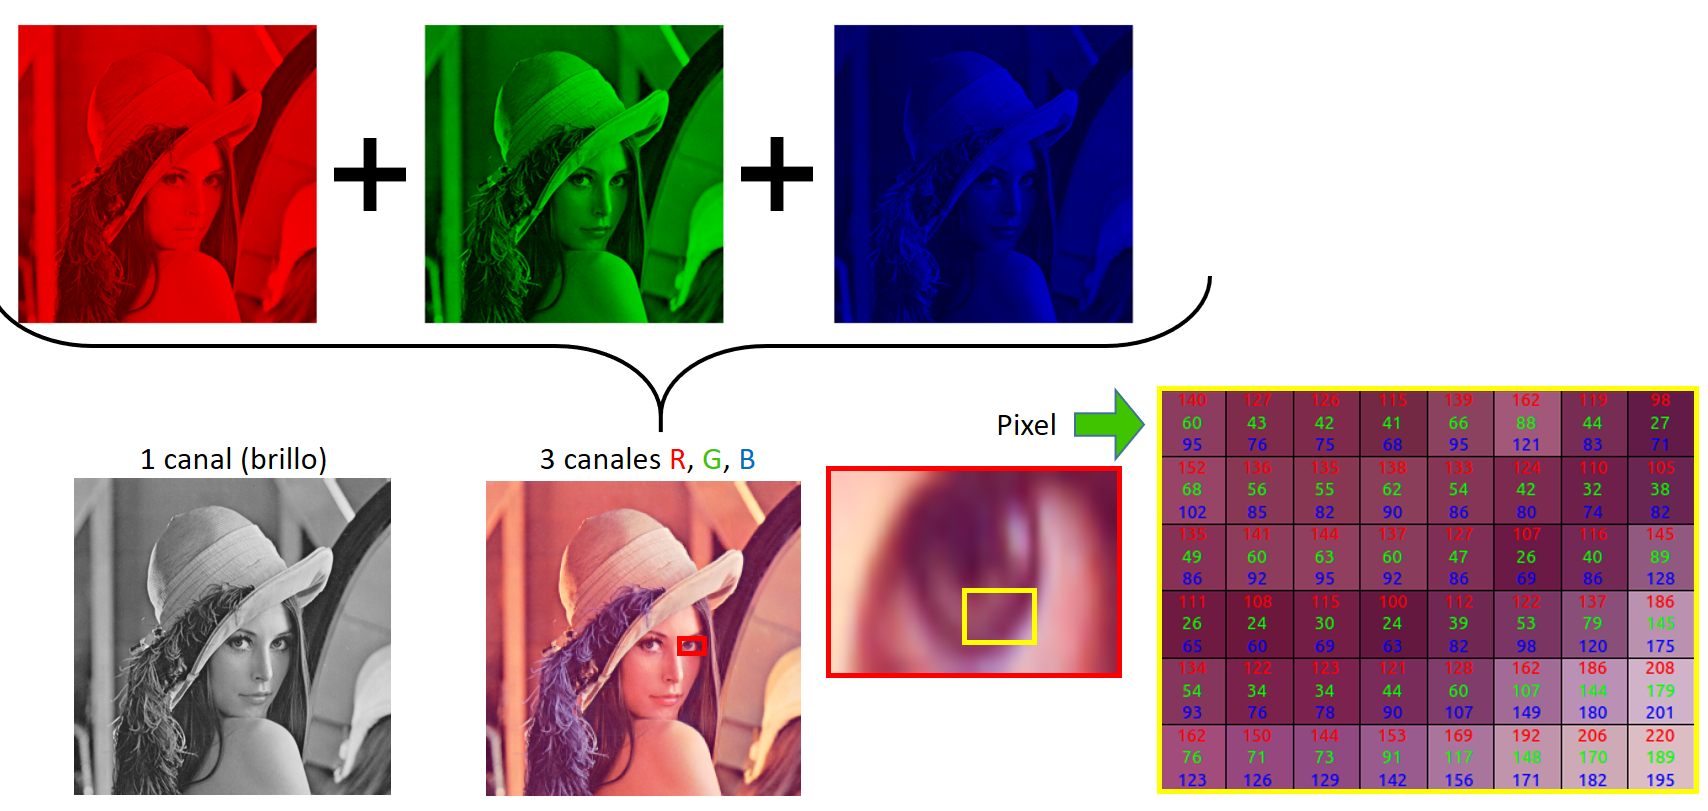 Pixel
1 canal (brillo)
3 canales R, G, B
140 127 126 115 139 162 119 98
60 43 42 41 66 88 44 27
95 76 75 68 95 121 83 71
152 136 135 138 133 124 110 105
68 56 55 62 54 42 32 38
102 85 82 90 86 80 74 82
135 141 144 137 127 107 116 145
49 60 63 60 47 26 40 89
86 92 95 92 86 69 86 128
111 108 115 100 112 122 137 186
26 24 30 24 39 53 79 145
65 60 69 63 82 98 120 175
134 122 123 121 128 162 186 208
54 34 34 44 60 107 144 179
93 76 78 90 107 149 180 201
162 150 144 153 169 192 206 220
76 71 73 91 117 148 170 189
123 126 129 142 156 171 182 195